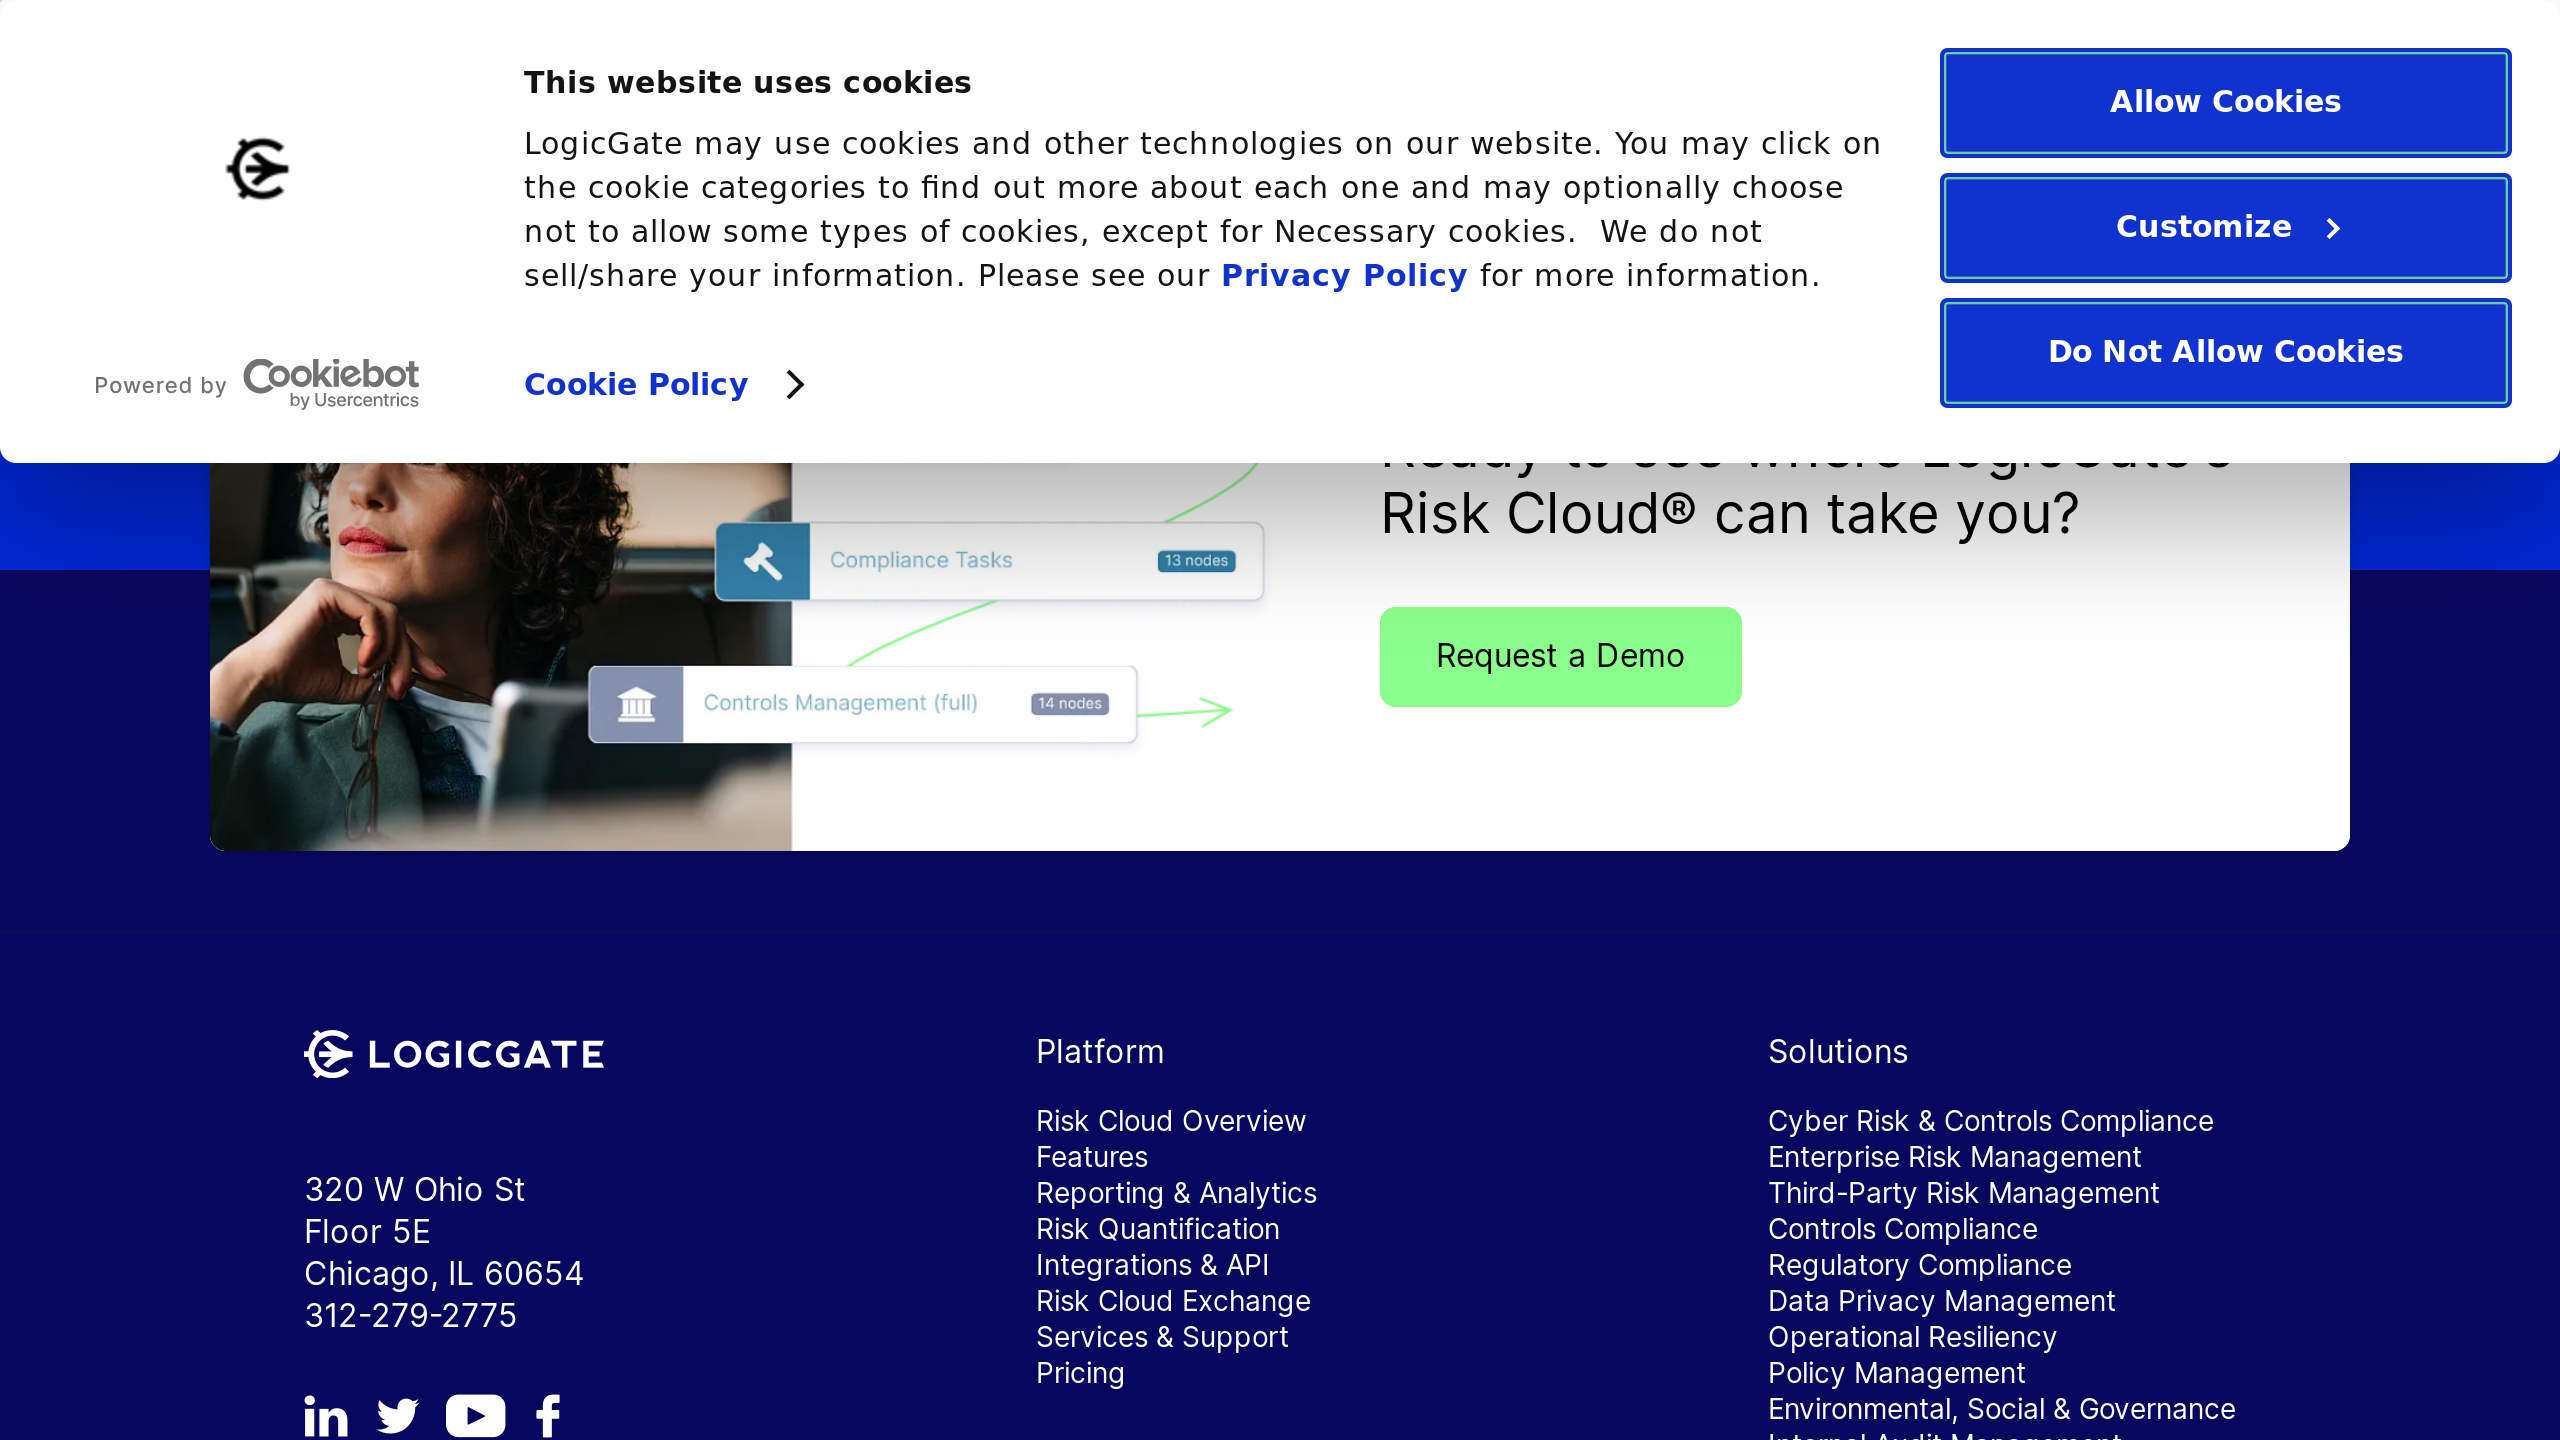 This website uses cookies
LogicGate may use cookies and other technologies on our website. You may click on
the cookie categories to find out more about each one and may optionally choose
not to allow some types of cookies, except for Necessary cookies.  We do not
sell/share your information. Please see our Privacy Policy for more information.
Cookie Policy
Powered by Cookiebot
by Usercentrics
Allow Cookies
Customize
Do Not Allow Cookies
Risk Cloud® can take you?
Request a Demo
Compliance Tasks 13 nodes
Controls Management (full) 14 nodes
LOGICGATE
320 W Ohio St
Floor 5E
Chicago, IL 60654
312-279-2775
Platform
Risk Cloud Overview
Features
Reporting & Analytics
Risk Quantification
Integrations & API
Risk Cloud Exchange
Services & Support
Pricing
Solutions
Cyber Risk & Controls Compliance
Enterprise Risk Management
Third-Party Risk Management
Controls Compliance
Regulatory Compliance
Data Privacy Management
Operational Resiliency
Policy Management
Environmental, Social & Governance